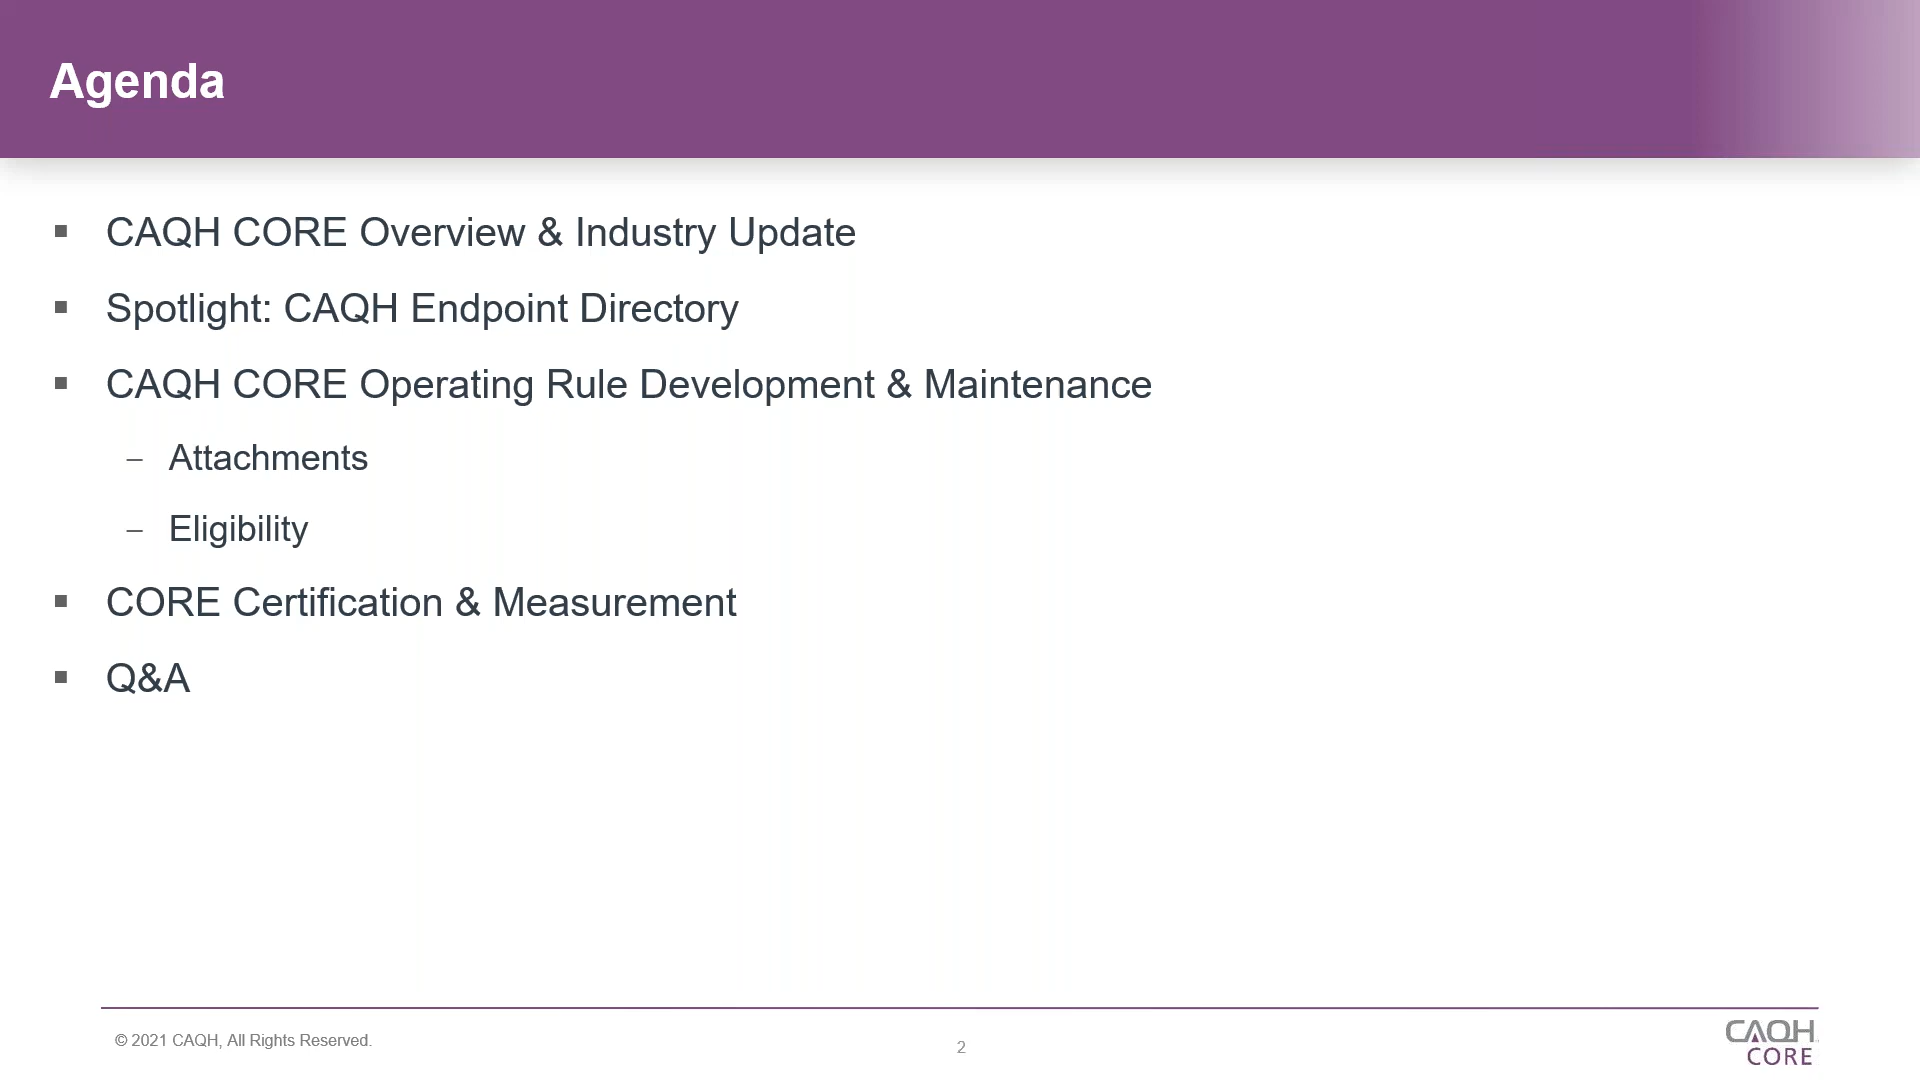 Agenda
▪ CAQH CORE Overview & Industry Update
▪ Spotlight: CAQH Endpoint Directory
▪ CAQH CORE Operating Rule Development & Maintenance
– Attachments
– Eligibility
▪ CORE Certification & Measurement
▪ Q&A
© 2021 CAQH, All Rights Reserved.
2
CAQH
CORE